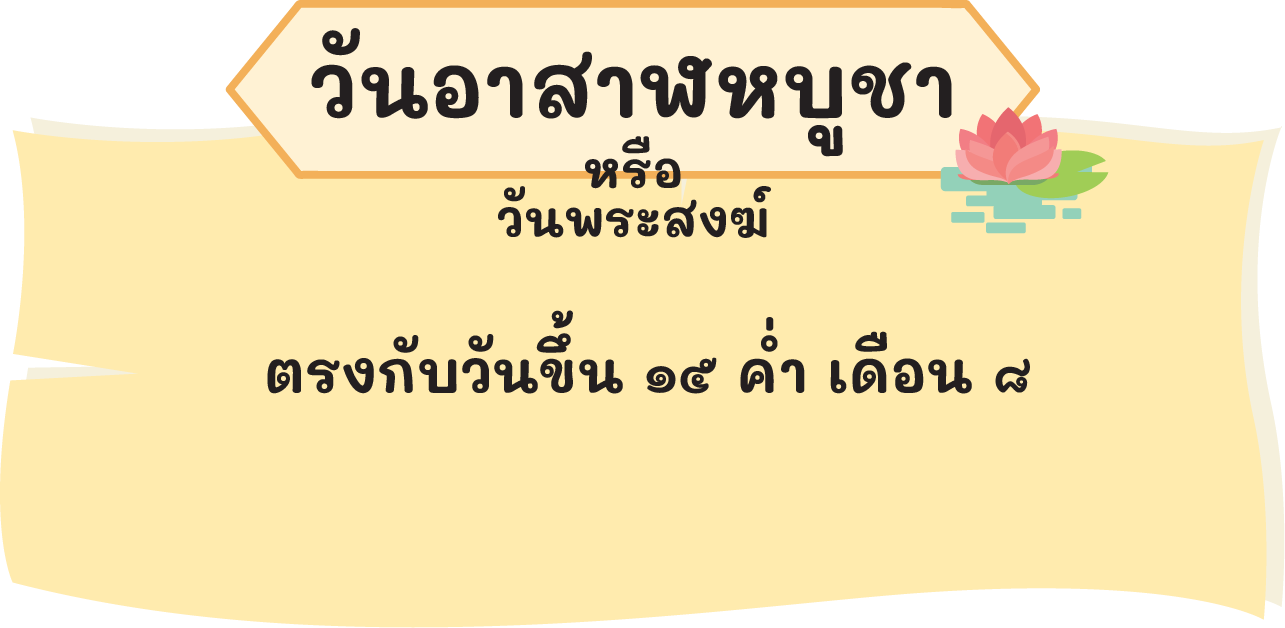 วันอาสาฬหบูชา
หรือ
วันพระสงฆ์
ตรงกับวันขึ้น ๑๕ ค่ำ เดือน ๘